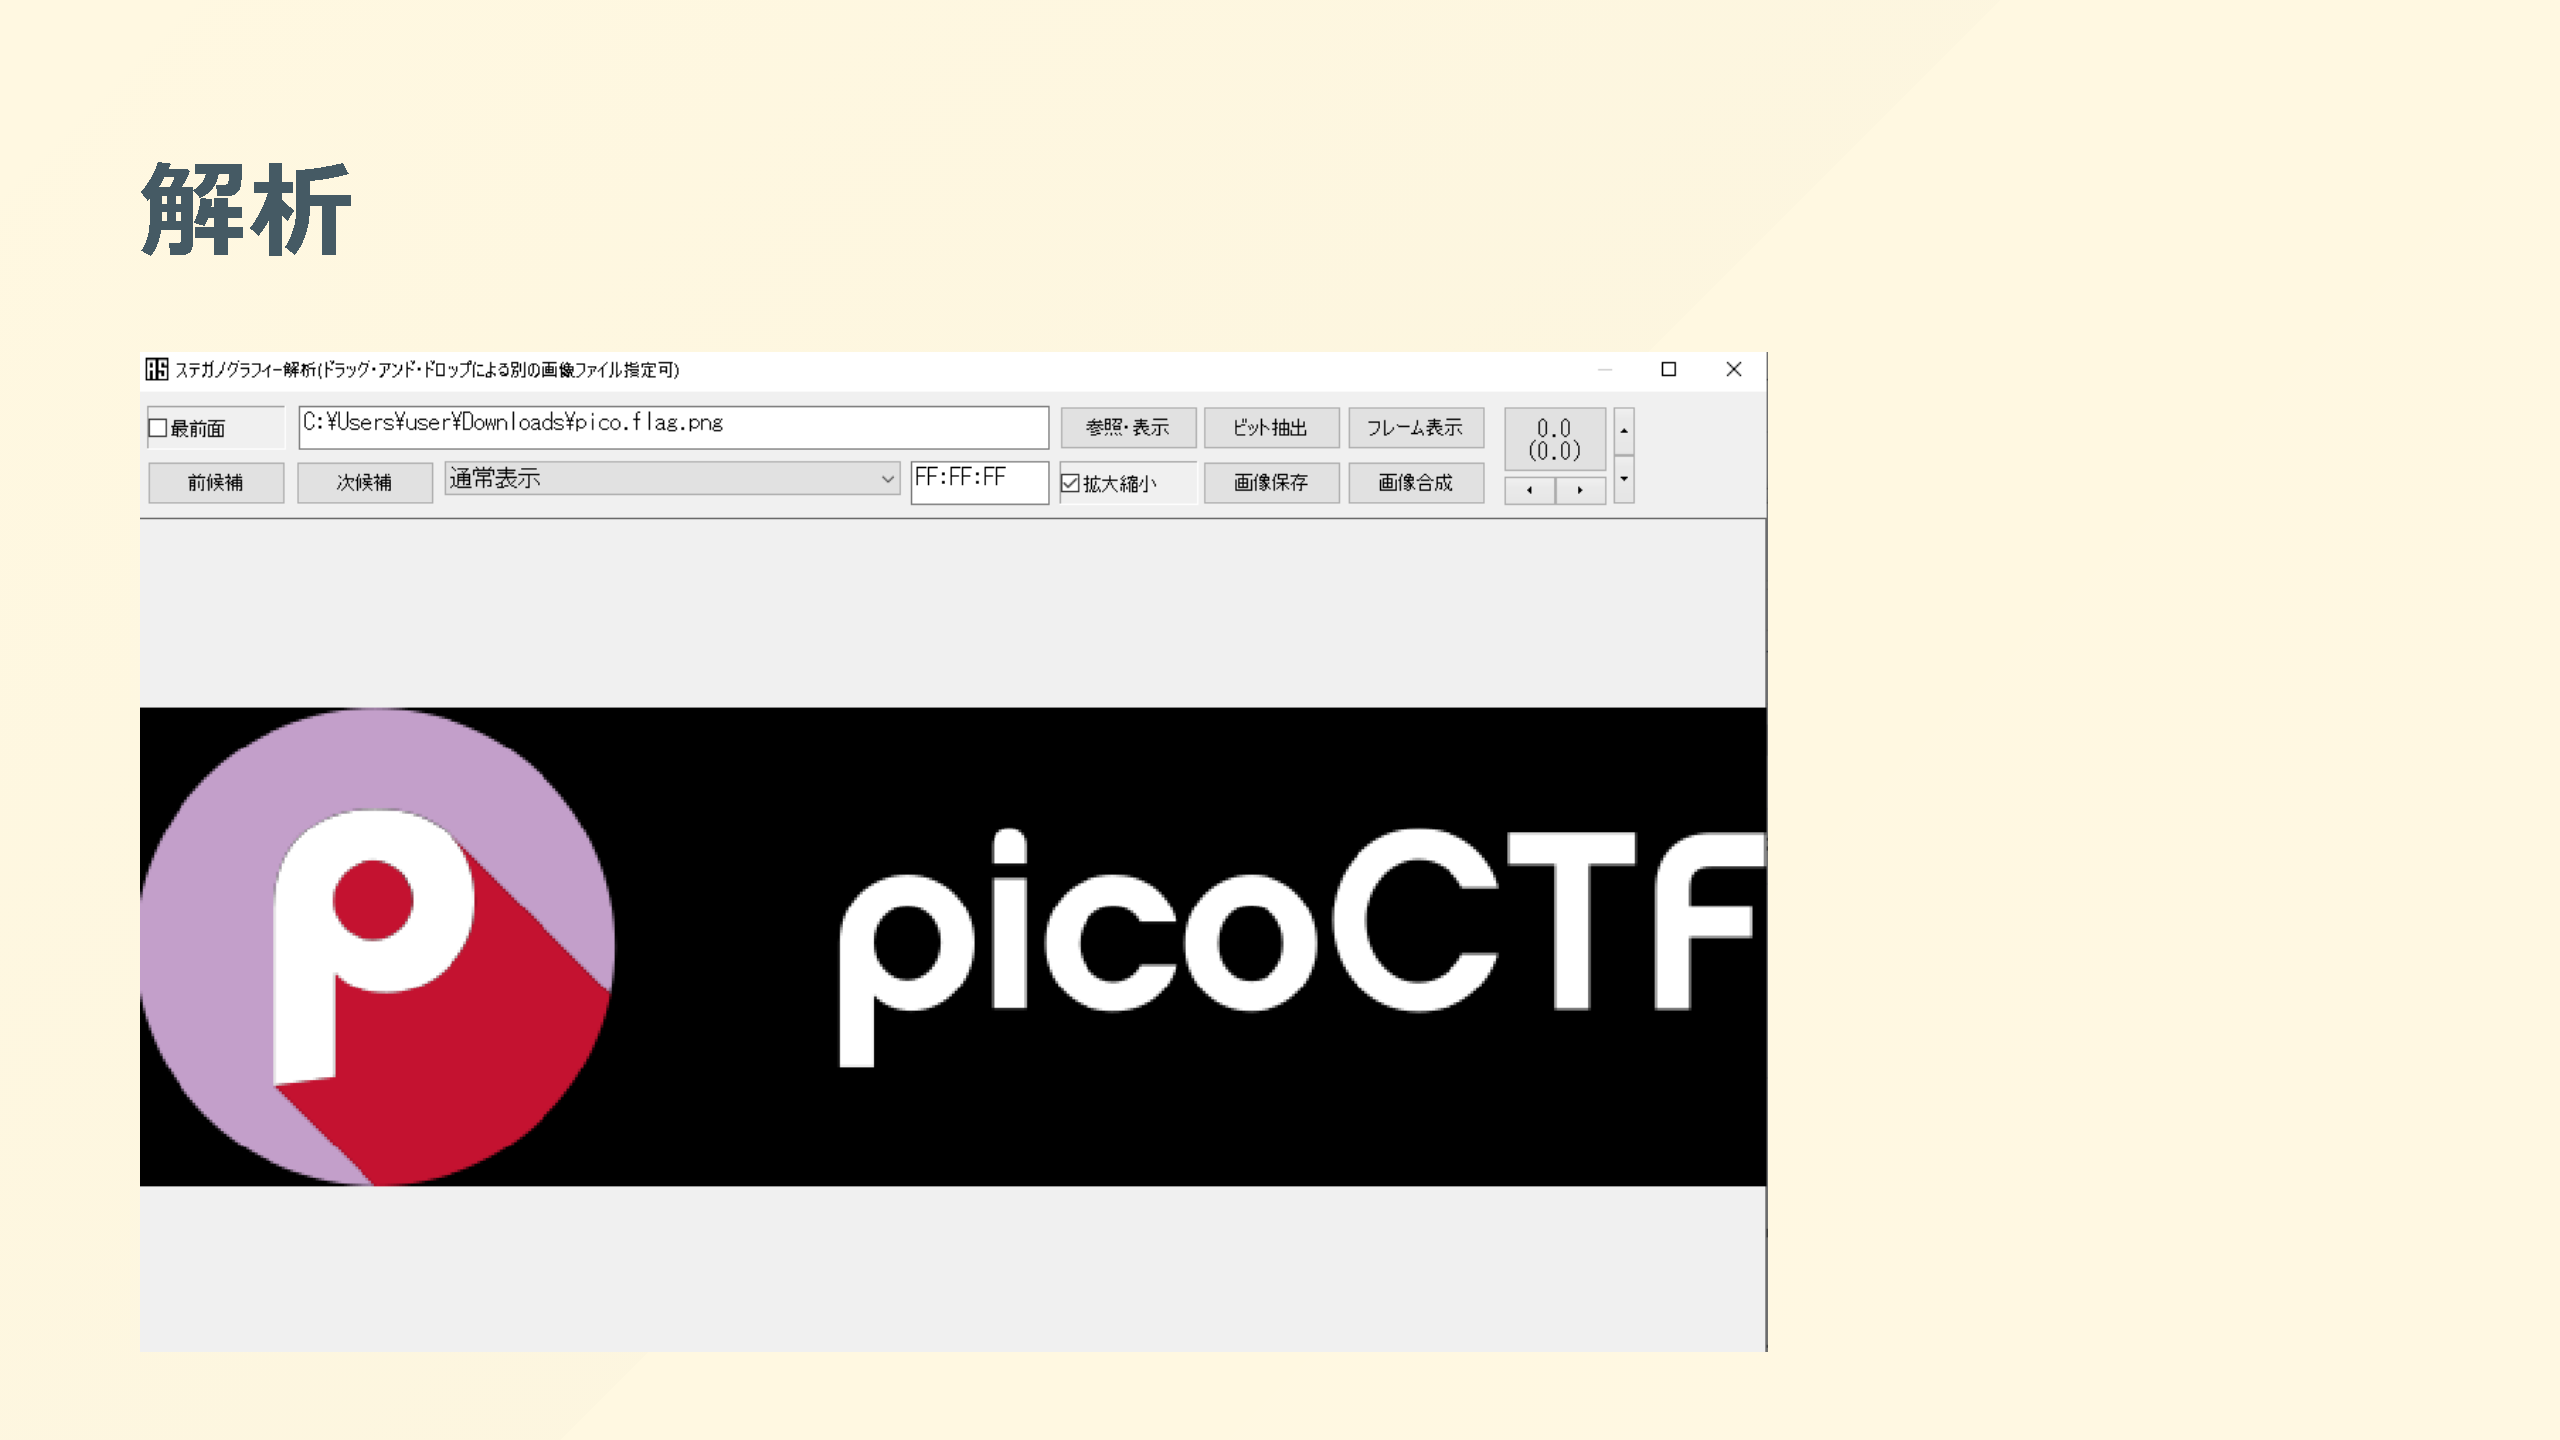 解析
ステガノグラフィー解析(ドラッグ・アンド・ドロップによる別の画像ファイル指定可)
最前面 C:¥Users¥user¥Downloads¥pico.flag.png 参照・表示 ビット抽出 フレーム表示 0.0
(0.0)
前候補 次候補 通常表示 FF:FF:FF 拡大縮小 画像保存 画像合成
picoCTF